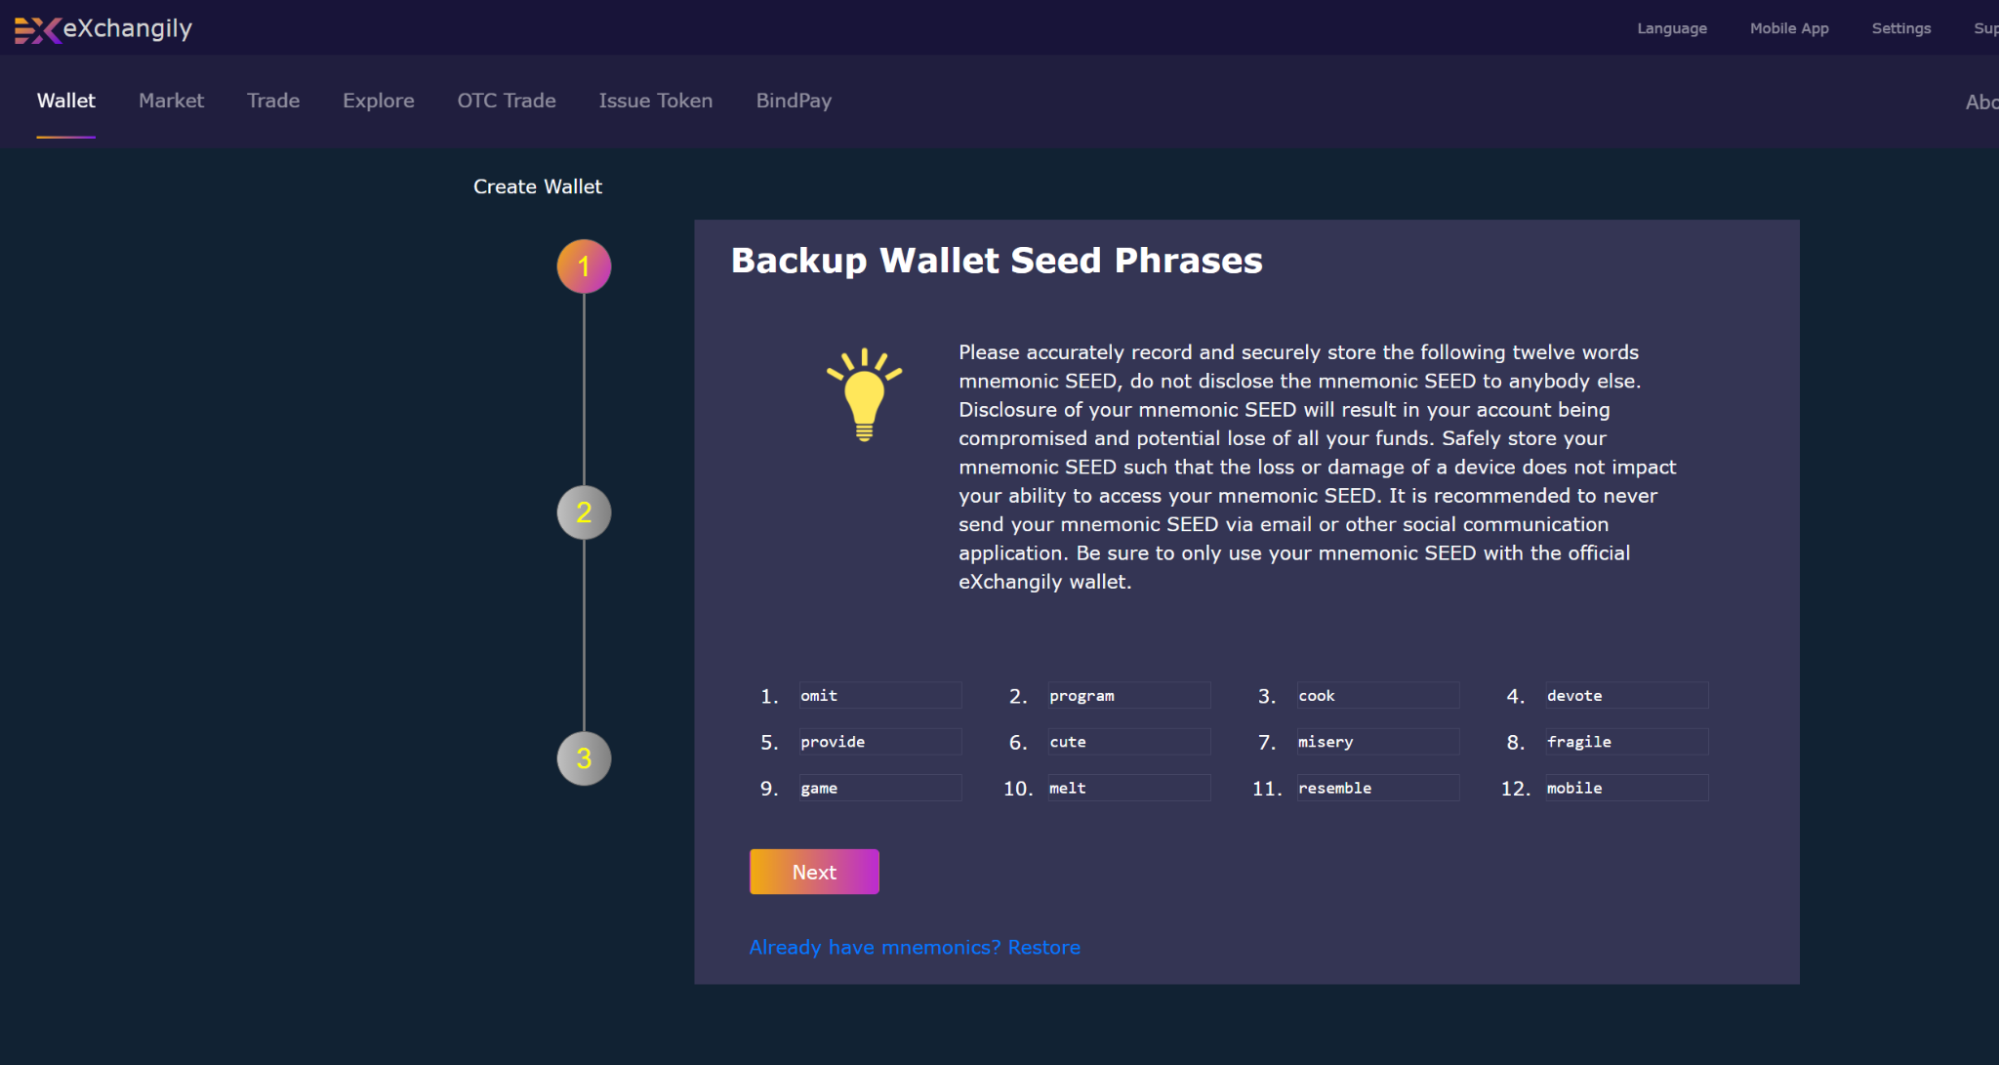 eXchangily
Language Mobile App Settings
Wallet Market Trade Explore OTC Trade Issue Token BindPay
Create Wallet
1
2
3
Backup Wallet Seed Phrases
Please accurately record and securely store the following twelve words
mnemonic SEED, do not disclose the mnemonic SEED to anybody else.
Disclosure of your mnemonic SEED will result in your account being
compromised and potential lose of all your funds. Safely store your
mnemonic SEED such that the loss or damage of a device does not impact
your ability to access your mnemonic SEED. It is recommended to never
send your mnemonic SEED via email or other social communication
application. Be sure to only use your mnemonic SEED with the official
eXchangily wallet.
1. omit 2. program 3. cook 4. devote
5. provide 6. cute 7. misery 8. fragile
9. game 10. melt 11. resemble 12. mobile
Next
Already have mnemonics? Restore